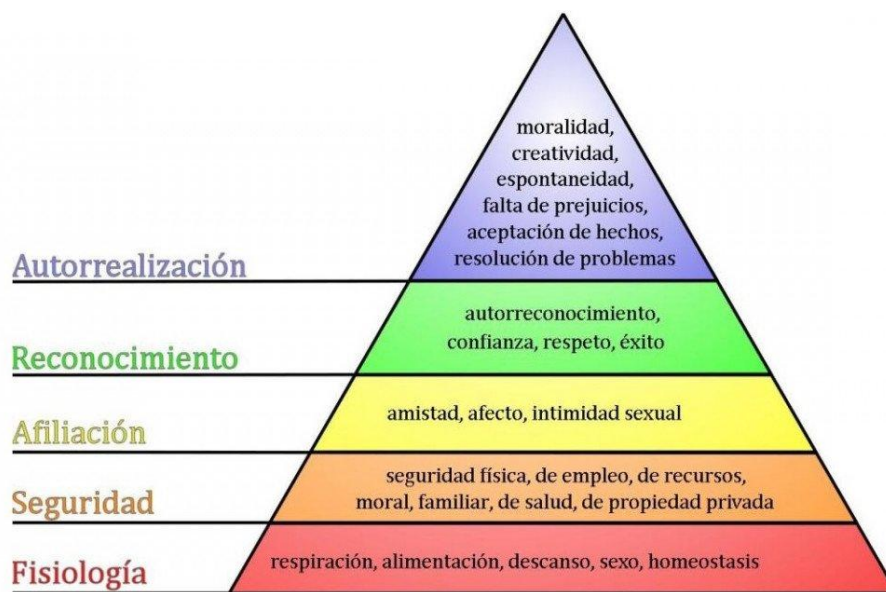 moralidad,
creatividad,
espontaneidad,
falta de prejuicios,
aceptación de hechos,
resolución de problemas
Autorrealización
autorreconocimiento,
confianza, respeto, éxito
Reconocimiento
amistad, afecto, intimidad sexual
Afiliación
seguridad física, de empleo, de recursos,
moral, familiar, de salud, de propiedad privada
Seguridad
respiración, alimentación, descanso, sexo, homeostasis
Fisiología